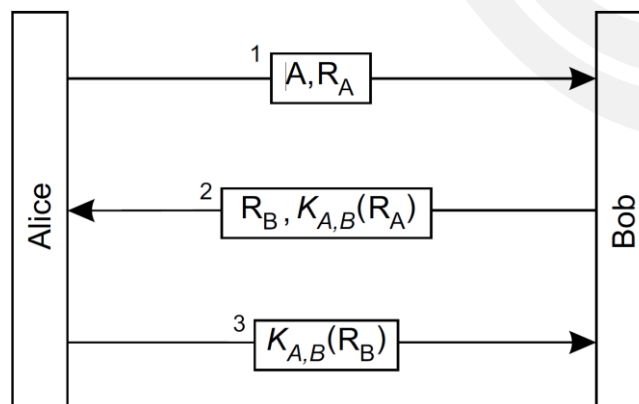 Alice
1
A,R_A
2
R_B, K_A,B(R_A)
3
K_A,B(R_B)
Bob